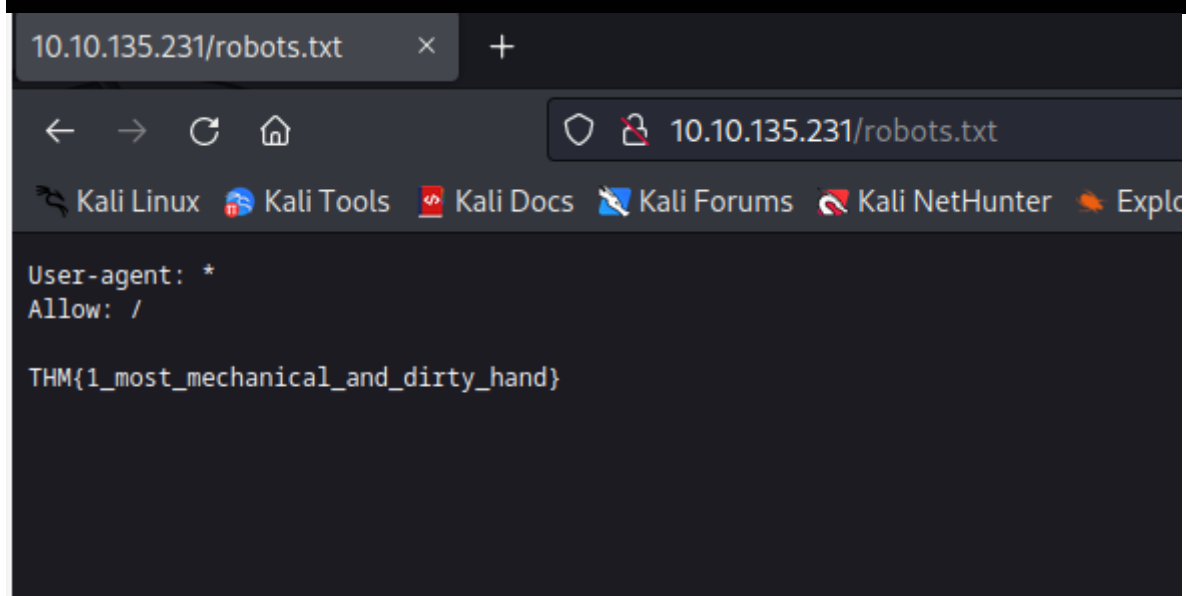 10.10.135.231/robots.txt
10.10.135.231/robots.txt
Kali Linux Kali Tools Kali Docs Kali Forums Kali NetHunter Explo
User-agent: *
Allow: /
THM{1_most_mechanical_and_dirty_hand}